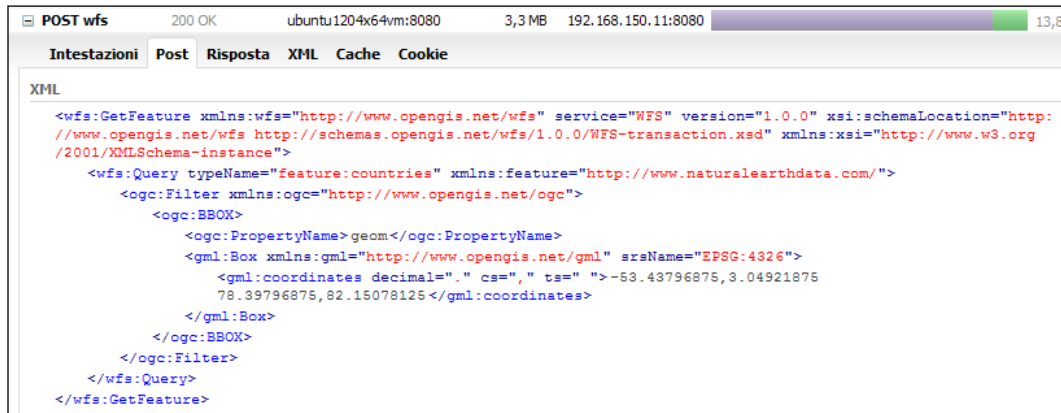 POST wfs 200 OK ubuntu1204x64vm:8080 3,3 MB 192.168.150.11:8080 13,8
Intestazioni Post Risposta XML Cache Cookie
XML
<wfs:GetFeature xmlns:wfs="http://www.opengis.net/wfs" service="WFS" version="1.0.0" xsi:schemaLocation="http:
//www.opengis.net/wfs http://schemas.opengis.net/wfs/1.0.0/WFS-transaction.xsd" xmlns:xsi="http://www.w3.org
/2001/XMLSchema-instance">
<wfs:Query typeName="feature:countries" xmlns:feature="http://www.naturalearthdata.com/">
<ogc:Filter xmlns:ogc="http://www.opengis.net/ogc">
<ogc:BBOX>
<ogc:PropertyName>geom</ogc:PropertyName>
<gml:Box xmlns:gml="http://www.opengis.net/gml" srsName="EPSG:4326">
<gml:coordinates decimal="." cs="," ts=" ">-53.43796875,3.04921875
78.39796875,82.15078125</gml:coordinates>
</gml:Box>
</ogc:BBOX>
</ogc:Filter>
</wfs:Query>
</wfs:GetFeature>